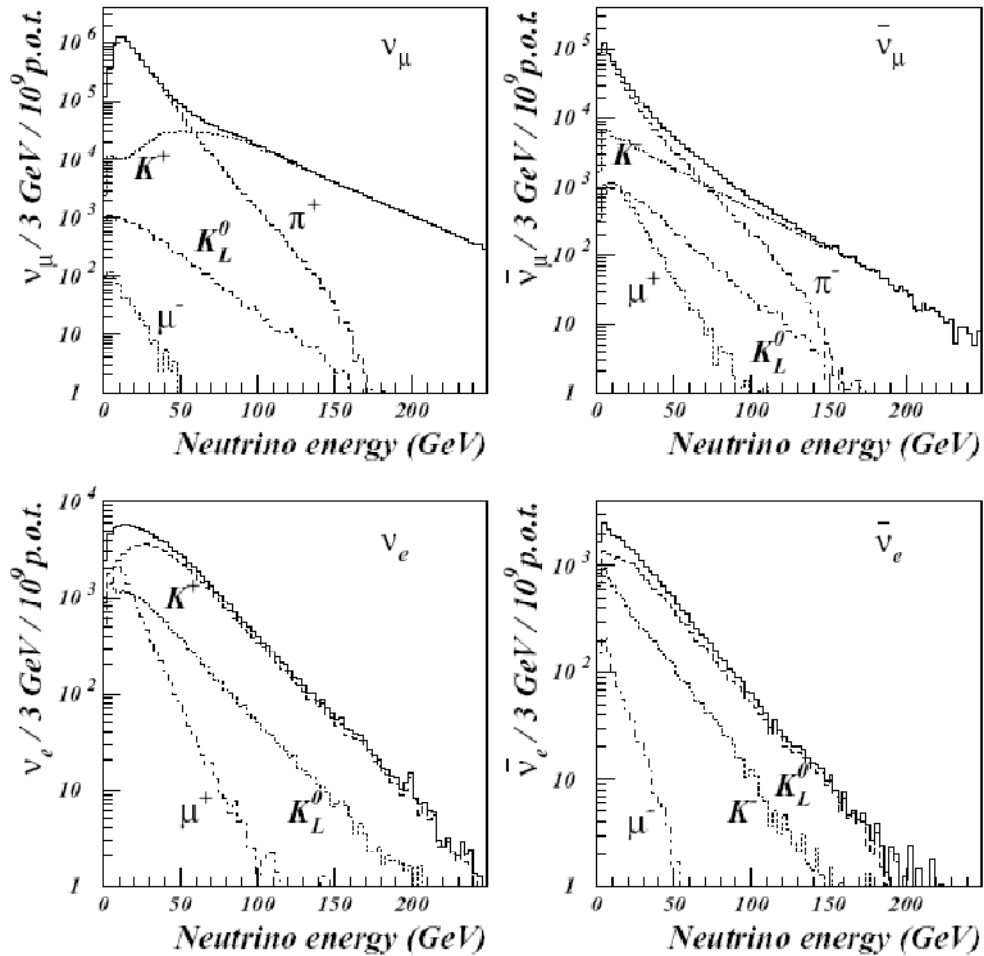 ν_μ / 3 GeV / 10^9 p.o.t.
10^6
10^5
10^4
10^3
10^2
10
1
ν_μ
K^+
π^+
K_L^0
μ^-
0 50 100 150 200
Neutrino energy (GeV)
ν̄_μ / 3 GeV / 10^9 p.o.t.
10^5
10^4
10^3
10^2
10
1
ν̄_μ
K^-
μ^+
π^-
K_L^0
0 50 100 150 200
Neutrino energy (GeV)
ν_e / 3 GeV / 10^9 p.o.t.
10^4
10^3
10^2
10
1
ν_e
K^+
μ^+
K_L^0
0 50 100 150 200
Neutrino energy (GeV)
ν̄_e / 3 GeV / 10^9 p.o.t.
10^3
10^2
10
1
ν̄_e
μ^-
K^-
K_L^0
0 50 100 150 200
Neutrino energy (GeV)